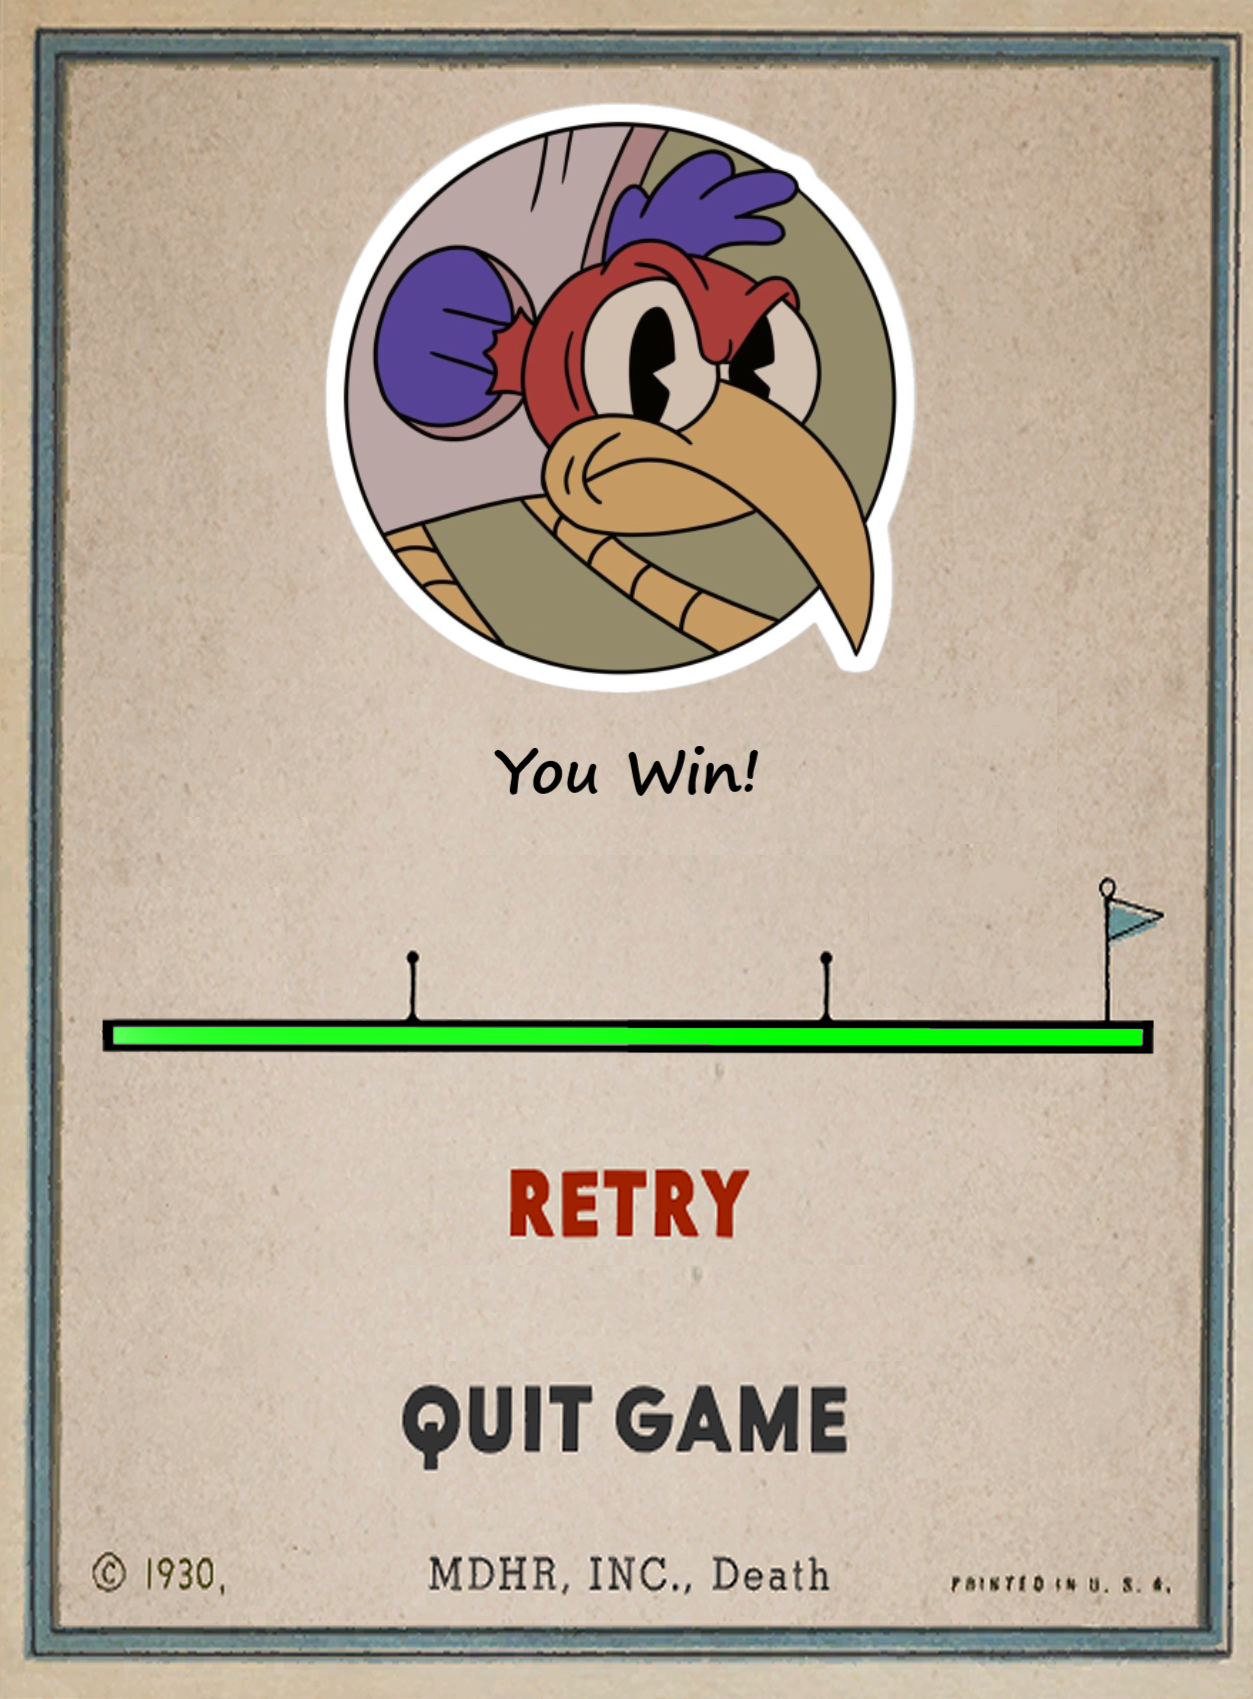 You Win!
RETRY
QUIT GAME
© 1930,
MDHR, INC., Death
PRINTED IN U. S. A.